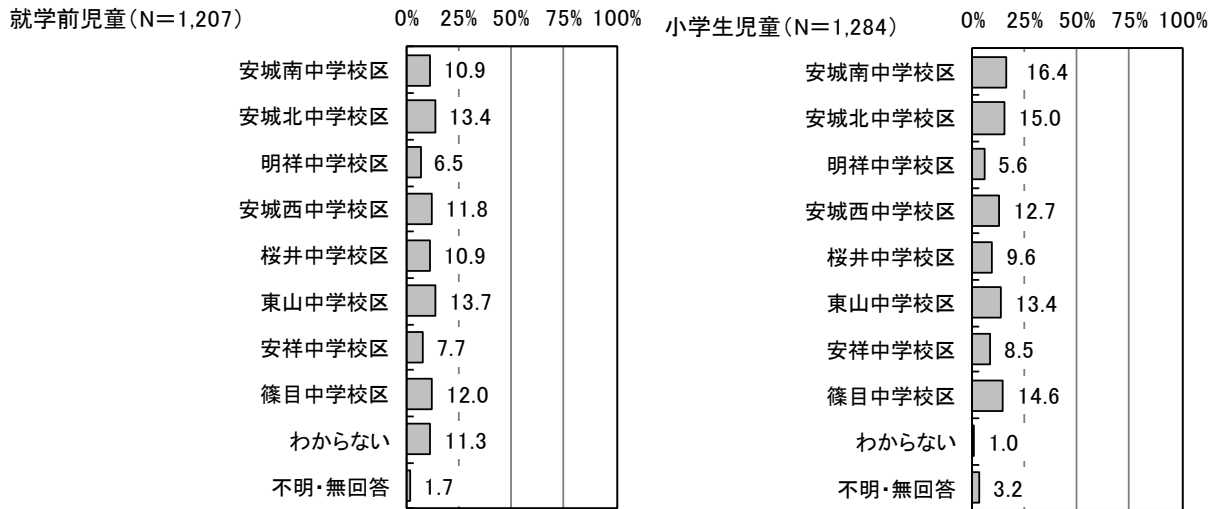 就学前児童(N=1,207)
0% 25% 50% 75% 100%
安城南中学校区 10.9
安城北中学校区 13.4
明祥中学校区 6.5
安城西中学校区 11.8
桜井中学校区 10.9
東山中学校区 13.7
安祥中学校区 7.7
篠目中学校区 12.0
わからない 11.3
不明・無回答 1.7
小学生児童(N=1,284)
0% 25% 50% 75% 100%
安城南中学校区 16.4
安城北中学校区 15.0
明祥中学校区 5.6
安城西中学校区 12.7
桜井中学校区 9.6
東山中学校区 13.4
安祥中学校区 8.5
篠目中学校区 14.6
わからない 1.0
不明・無回答 3.2